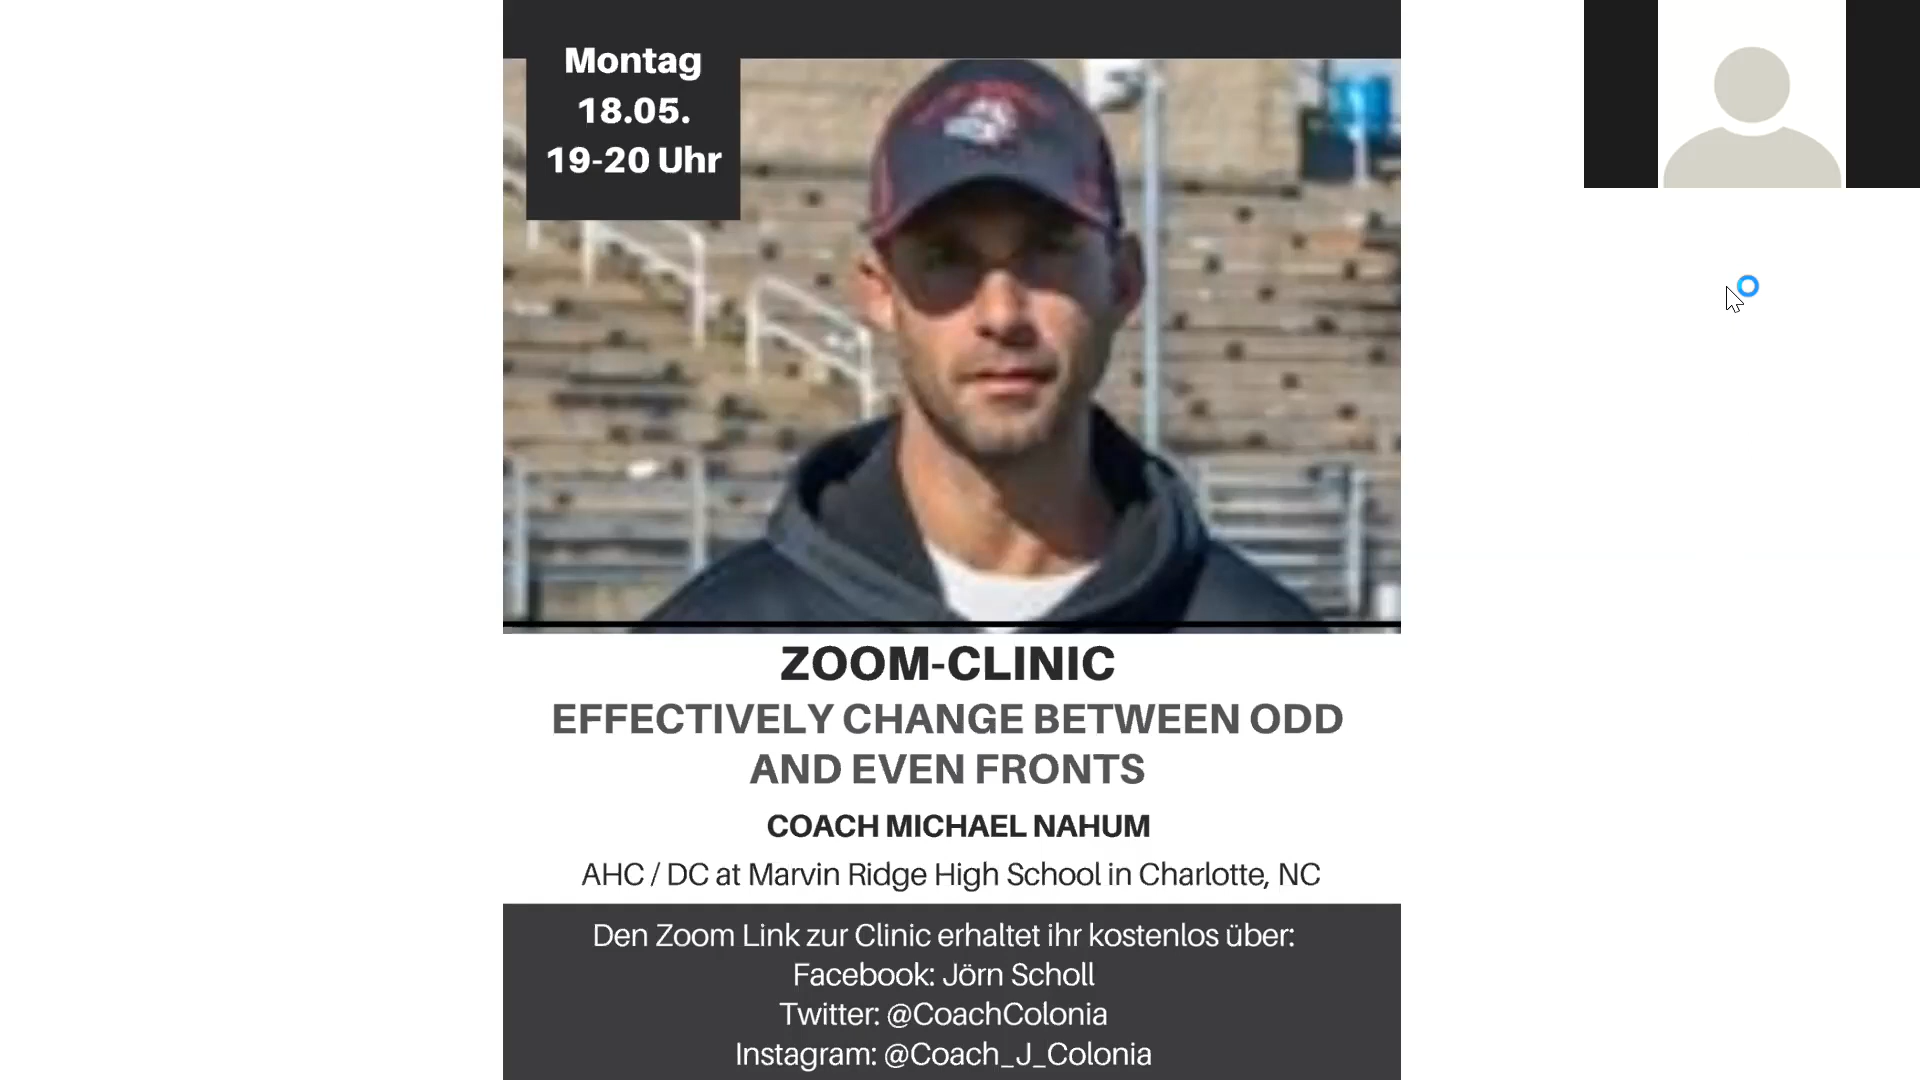 Montag
18.05.
19-20 Uhr
ZOOM-CLINIC
EFFECTIVELY CHANGE BETWEEN ODD
AND EVEN FRONTS
COACH MICHAEL NAHUM
AHC / DC at Marvin Ridge High School in Charlotte, NC
Den Zoom Link zur Clinic erhaltet ihr kostenlos über:
Facebook: Jörn Scholl
Twitter: @CoachColonia
Instagram: @Coach_J_Colonia